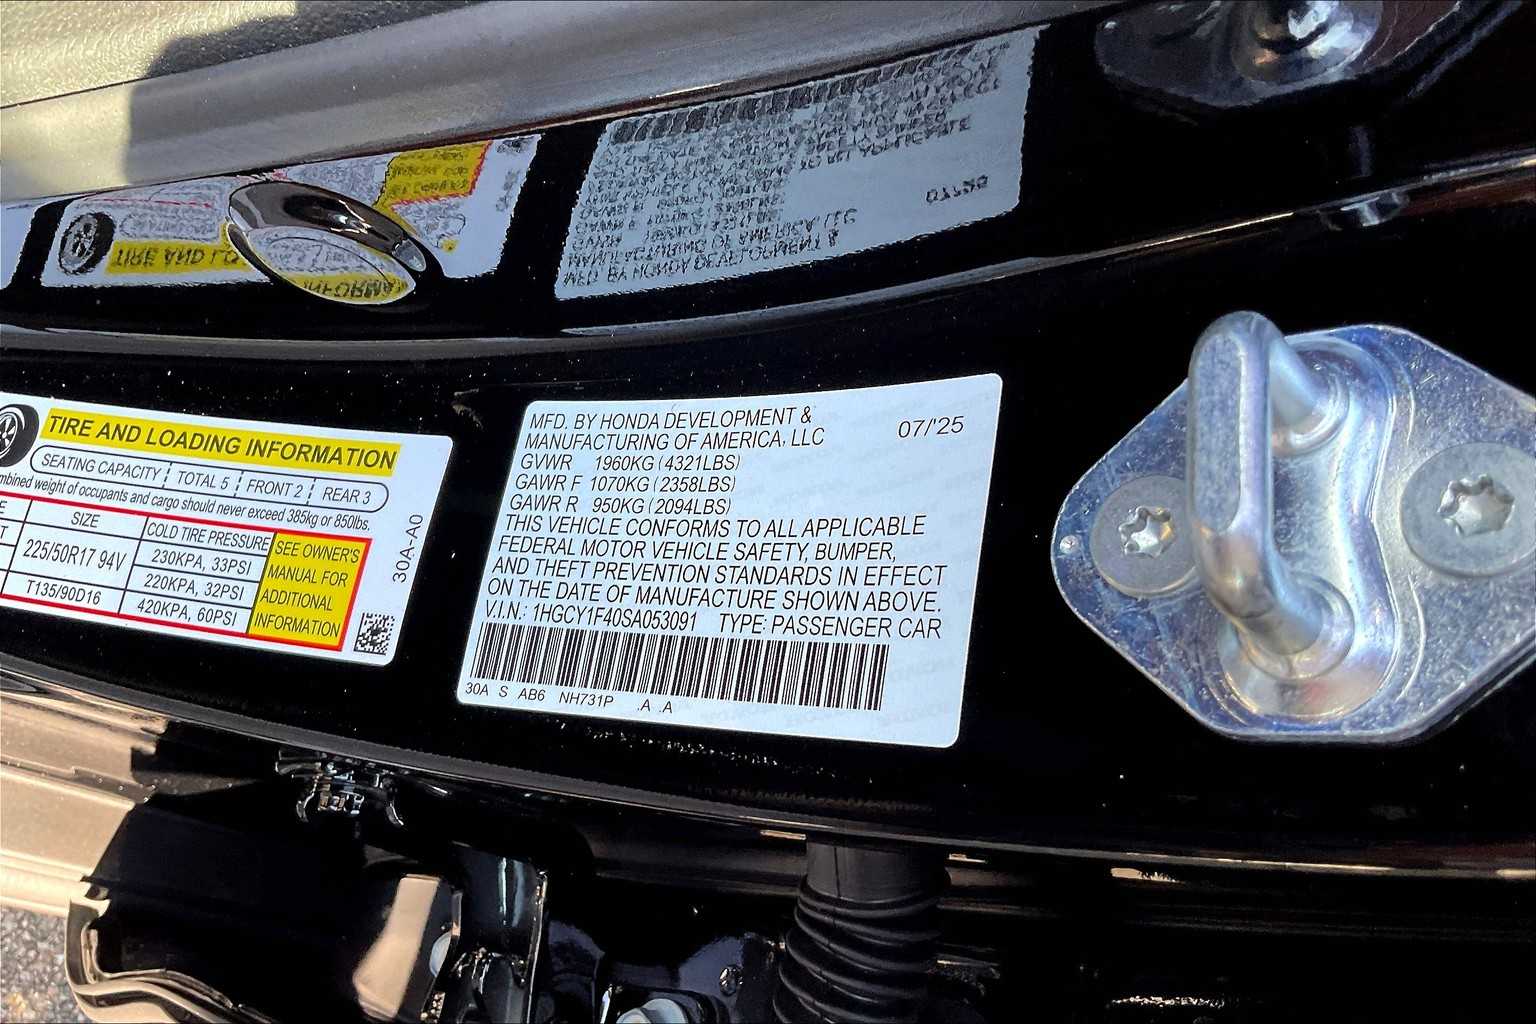 TIRE AND LOADING INFORMATION
SEATING CAPACITY TOTAL 5 FRONT 2 REAR 3
weight of occupants and cargo should never exceed 385kg or 850lbs.
SIZE COLD TIRE PRESSURE SEE OWNER'S MANUAL FOR ADDITIONAL INFORMATION
225/50R17 94V 230KPA, 33PSI
220KPA, 32PSI
T135/90D16 420KPA, 60PSI
30A-A0
MFD. BY HONDA DEVELOPMENT &
MANUFACTURING OF AMERICA, LLC 07/'25
GVWR 1960KG (4321LBS)
GAWR F 1070KG (2358LBS)
GAWR R 950KG (2094LBS)
THIS VEHICLE CONFORMS TO ALL APPLICABLE
FEDERAL MOTOR VEHICLE SAFETY, BUMPER,
AND THEFT PREVENTION STANDARDS IN EFFECT
ON THE DATE OF MANUFACTURE SHOWN ABOVE.
V.I.N.: 1HGCY1F40SA053091 TYPE: PASSENGER CAR
30A S AB6 NH731P .A .A